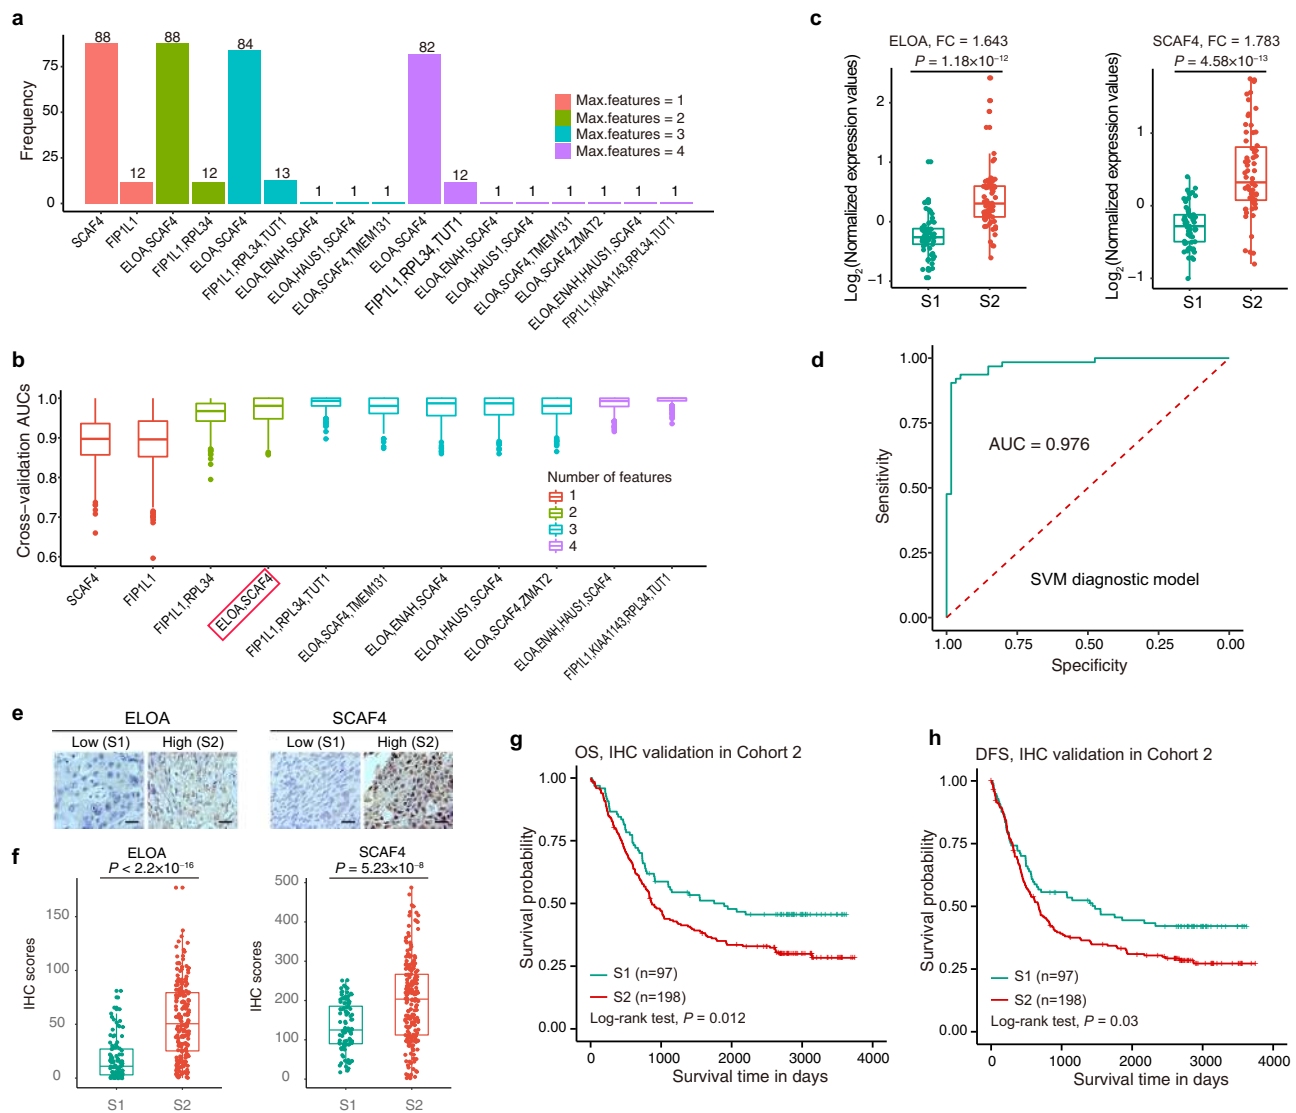 a
Frequency
75
50
25
0
88
12
88
12
84
13
1
1
1
82
12
1
1
1
1
1
1
Max.features = 1
Max.features = 2
Max.features = 3
Max.features = 4
SCAF4
FIP1L1
ELOA,SCAF4
FIP1L1,RPL34
ELOA,SCAF4
FIP1L1,RPL34,TUT1
ELOA,ENAH,SCAF4
ELOA,HAUS1,SCAF4
ELOA,SCAF4,TMEM131
ELOA,SCAF4
FIP1L1,RPL34,TUT1
ELOA,ENAH,SCAF4
ELOA,HAUS1,SCAF4
ELOA,SCAF4,TMEM131
ELOA,SCAF4,ZMAT2
ELOA,ENAH,HAUS1,SCAF4
FIP1L1,KIAA1143,RPL34,TUT1
b
Cross–validation AUCs
1.0
0.9
0.8
0.7
0.6
Number of features
1
2
3
4
SCAF4
FIP1L1
FIP1L1,RPL34
ELOA,SCAF4
FIP1L1,RPL34,TUT1
ELOA,SCAF4,TMEM131
ELOA,ENAH,SCAF4
ELOA,HAUS1,SCAF4
ELOA,SCAF4,ZMAT2
ELOA,ENAH,HAUS1,SCAF4
FIP1L1,KIAA1143,RPL34,TUT1
c
ELOA, FC = 1.643
P = 1.18×10⁻¹²
Log₂(Normalized expression values)
2
1
0
−1
S1 S2
SCAF4, FC = 1.783
P = 4.58×10⁻¹³
Log₂(Normalized expression values)
1
0
−1
S1 S2
d
Sensitivity
1.00
0.75
0.50
0.25
0.00
AUC = 0.976
SVM diagnostic model
1.00 0.75 0.50 0.25 0.00
Specificity
e
ELOA
Low (S1) High (S2)
SCAF4
Low (S1) High (S2)
f
ELOA
P < 2.2×10⁻¹⁶
IHC scores
150
100
50
0
S1 S2
SCAF4
P = 5.23×10⁻⁸
IHC scores
500
400
300
200
100
0
S1 S2
g
OS, IHC validation in Cohort 2
Survival probability
1.00
0.75
0.50
0.25
0.00
S1 (n=97)
S2 (n=198)
Log-rank test, P = 0.012
0 1000 2000 3000 4000
Survival time in days
h
DFS, IHC validation in Cohort 2
Survival probability
1.00
0.75
0.50
0.25
0.00
S1 (n=97)
S2 (n=198)
Log-rank test, P = 0.03
0 1000 2000 3000 4000
Survival time in days